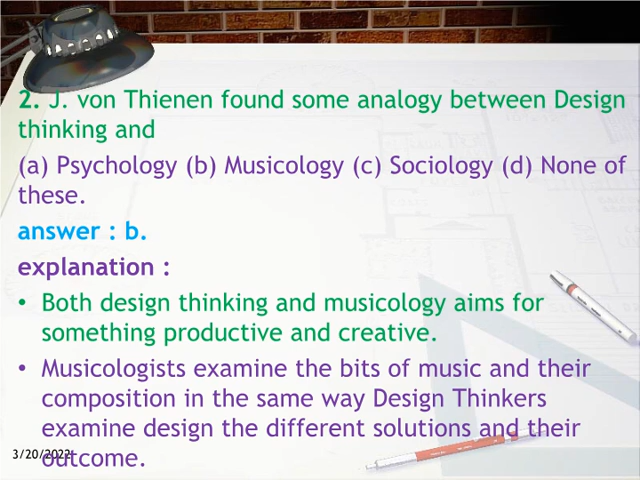 2. J. von Thienen found some analogy between Design
thinking and
(a) Psychology (b) Musicology (c) Sociology (d) None of
these.
answer : b.
explanation :
• Both design thinking and musicology aims for
something productive and creative.
• Musicologists examine the bits of music and their
composition in the same way Design Thinkers
examine design the different solutions and their
outcome.
3/20/2022